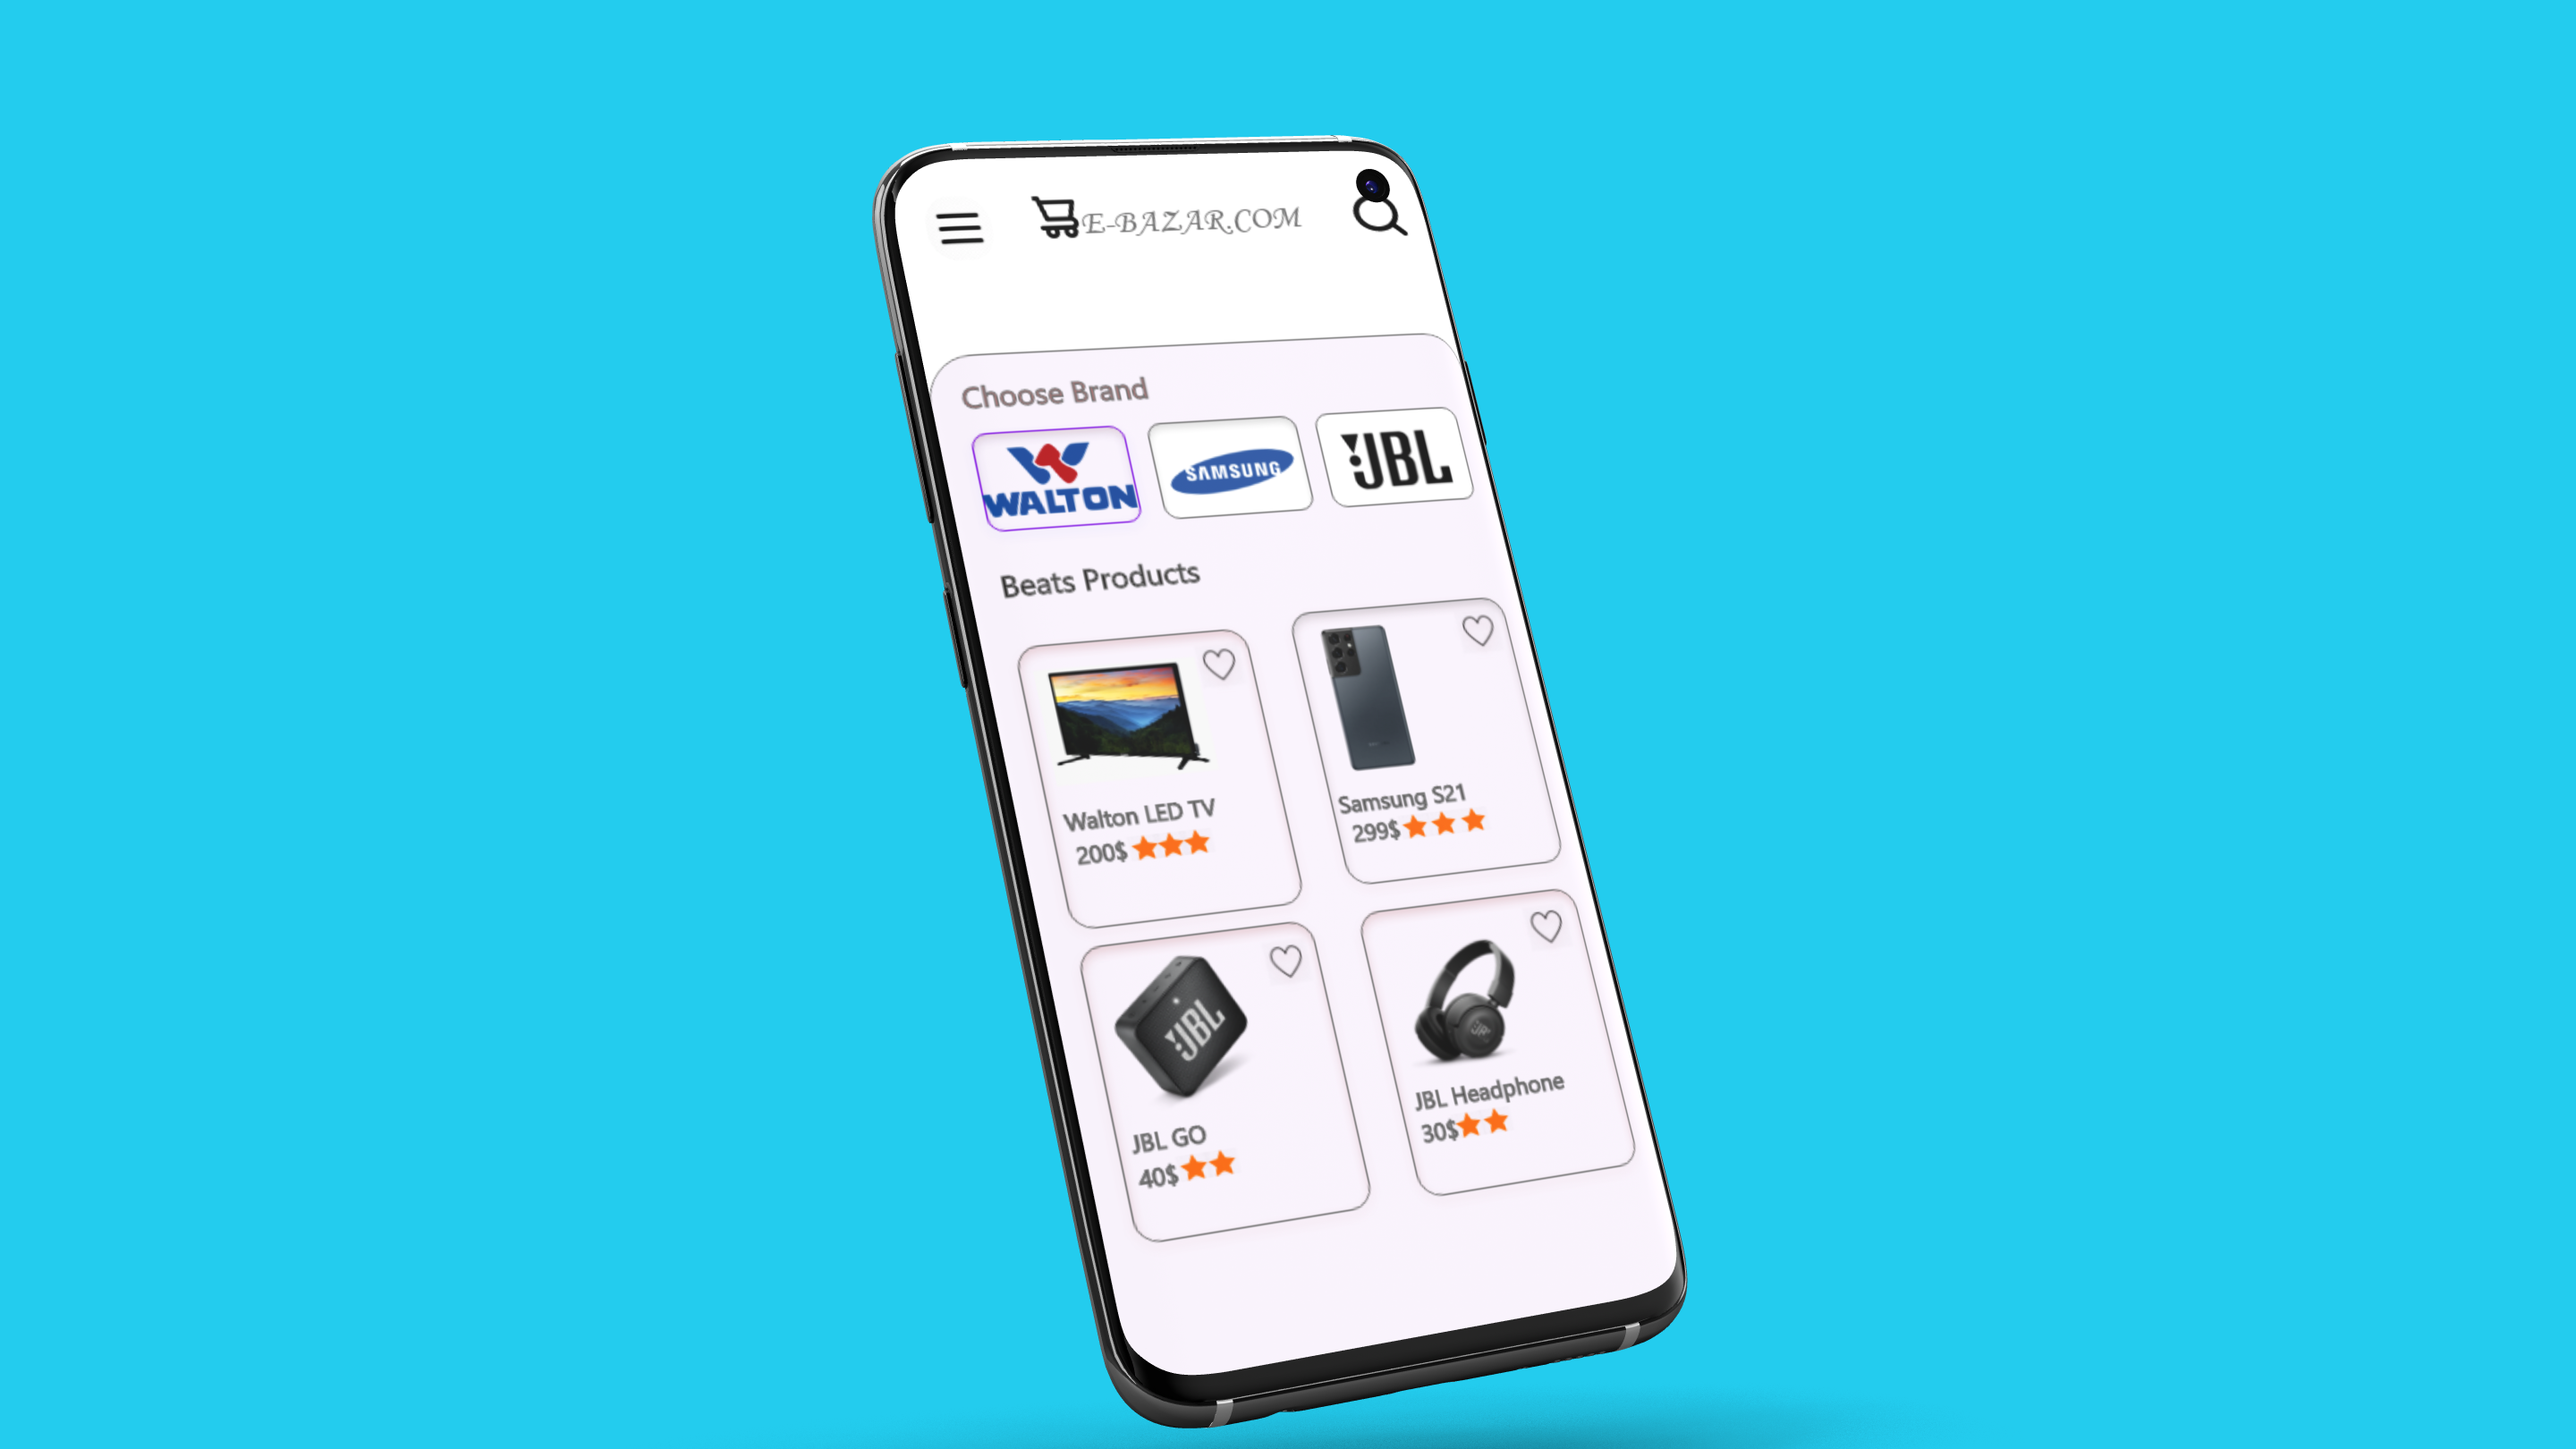 E-BAZAR.COM
Choose Brand
WALTON
SAMSUNG
JBL
Beats Products
Walton LED TV
200$
Samsung S21
299$
JBL
JBL GO
40$
JBL
JBL Headphone
30$